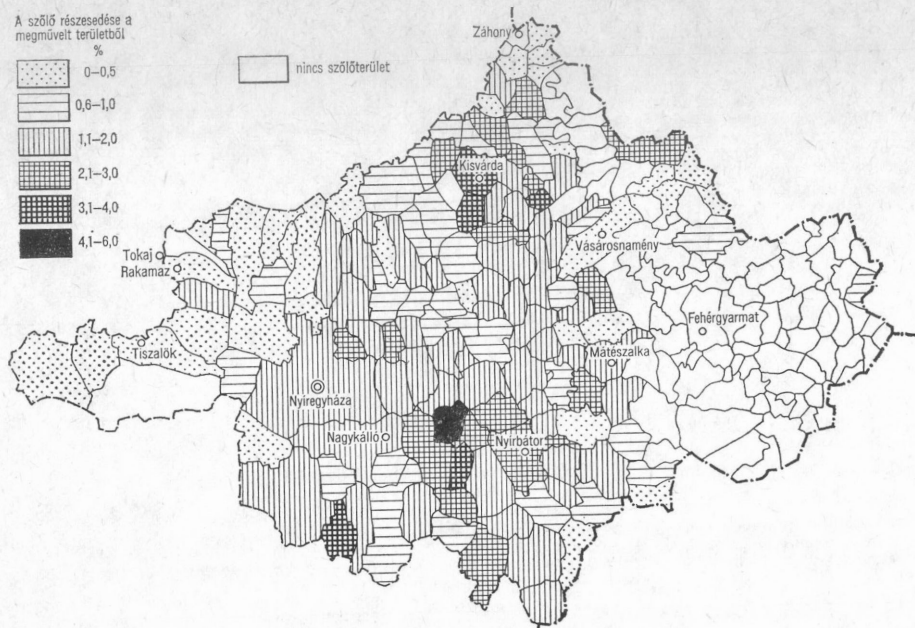 A szőlő részesedése a
megművelt területből
%
0–0,5
0,6–1,0
1,1–2,0
2,1–3,0
3,1–4,0
4,1–6,0
nincs szőlőterület
Záhony
Kisvárda
Vásárosnamény
Tokaj
Rakamaz
Fehérgyarmat
Tiszalök
Mátészalka
Nyíregyháza
Nagykálló
Nyírbátor